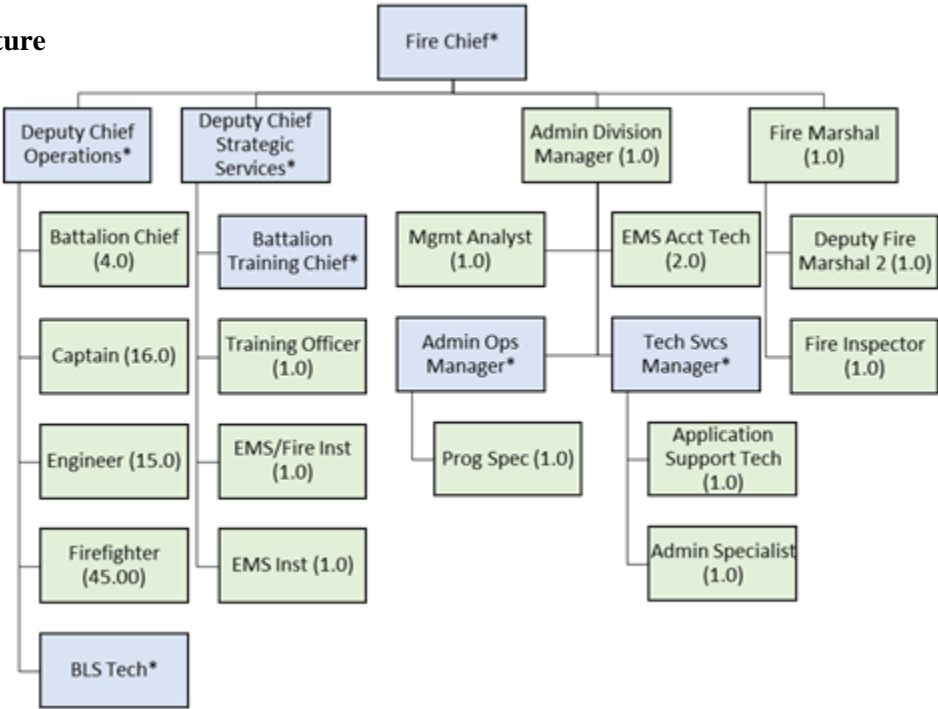 ture
Fire Chief*
Deputy Chief
Operations*
Deputy Chief
Strategic
Services*
Admin Division
Manager (1.0)
Fire Marshal
(1.0)
Battalion Chief
(4.0)
Battalion
Training Chief*
Mgmt Analyst
(1.0)
EMS Acct Tech
(2.0)
Deputy Fire
Marshal 2 (1.0)
Captain (16.0)
Training Officer
(1.0)
Admin Ops
Manager*
Tech Svcs
Manager*
Fire Inspector
(1.0)
Engineer (15.0)
EMS/Fire Inst
(1.0)
Prog Spec (1.0)
Application
Support Tech
(1.0)
Firefighter
(45.00)
EMS Inst (1.0)
Admin Specialist
(1.0)
BLS Tech*